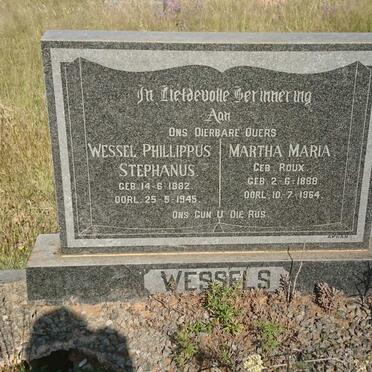 In Liefdevolle Herinnering
Aan
Ons Dierbare Ouers
Wessel Phillippus
Stephanus
Geb. 14-6-1882
Oorl. 25-5-1945.
Martha Maria
Geb. Roux
Geb. 2-6-1888
Oorl. 10-7-1964
Ons Gun U Die Rus.
Wessels